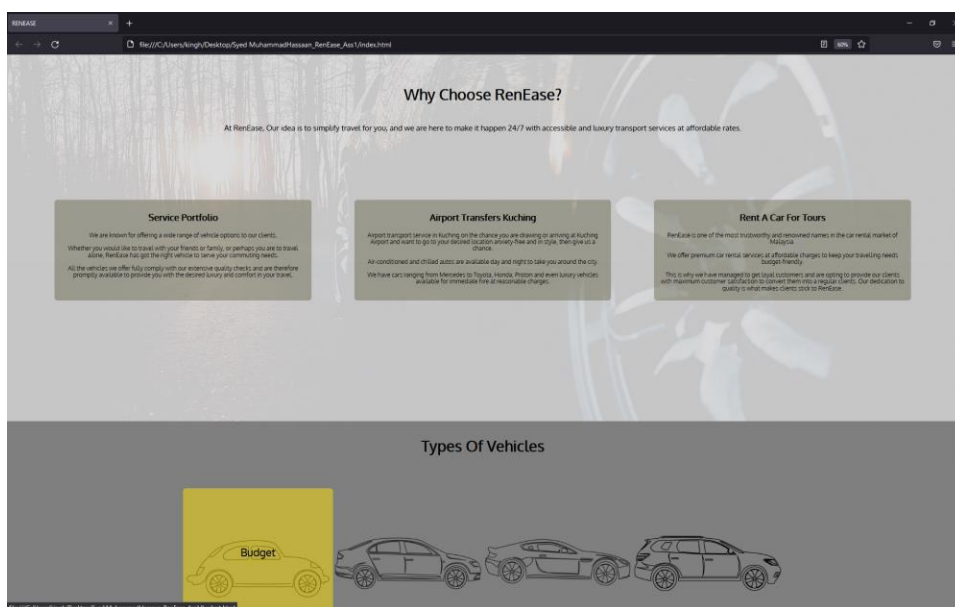 RENEASE
file:///C:/Users/kingh/Desktop/Syed MuhammadHassaan_RenEase_Ass1/index.html
80%
Why Choose RenEase?
At RenEase, Our idea is to simplify travel for you, and we are here to make it happen 24/7 with accessible and luxury transport services at affordable rates.
Service Portfolio
We are known for offering a wide range of vehicle options to our clients.
Whether you would like to travel with your friends or family, or perhaps you are to travel
alone, RenEase has got the right vehicle to serve your commuting needs.
All the vehicles we offer fully comply with our extensive quality checks and are therefore
promptly available to provide you with the desired luxury and comfort in your travel.
Airport Transfers Kuching
Airport transport service in Kuching on the chance you are drawing or arriving at Kuching
Airport and want to go to your desired location anxiety-free and in style, then give us a
chance.
Air-conditioned and chilled autos are available day and night to take you around the city.
We have cars ranging from Mercedes to Toyota, Honda, Proton and even luxury vehicles
available for immediate hire at reasonable charges.
Rent A Car For Tours
RenEase is one of the most trustworthy and renowned names in the car rental market of
Malaysia.
We offer premium car rental services at affordable charges to keep your travelling needs
budget-friendly.
This is why we have managed to get loyal customers and are opting to provide our clients
with maximum customer satisfaction to convert them into a regular clients. Our dedication to
quality is what makes clients stick to RenEase.
Types Of Vehicles
Budget